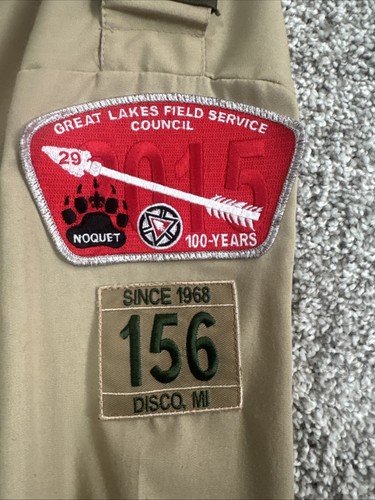 GREAT LAKES FIELD SERVICE
COUNCIL
2015
29
NOQUET
100-YEARS
SINCE 1968
156
DISCO, MI